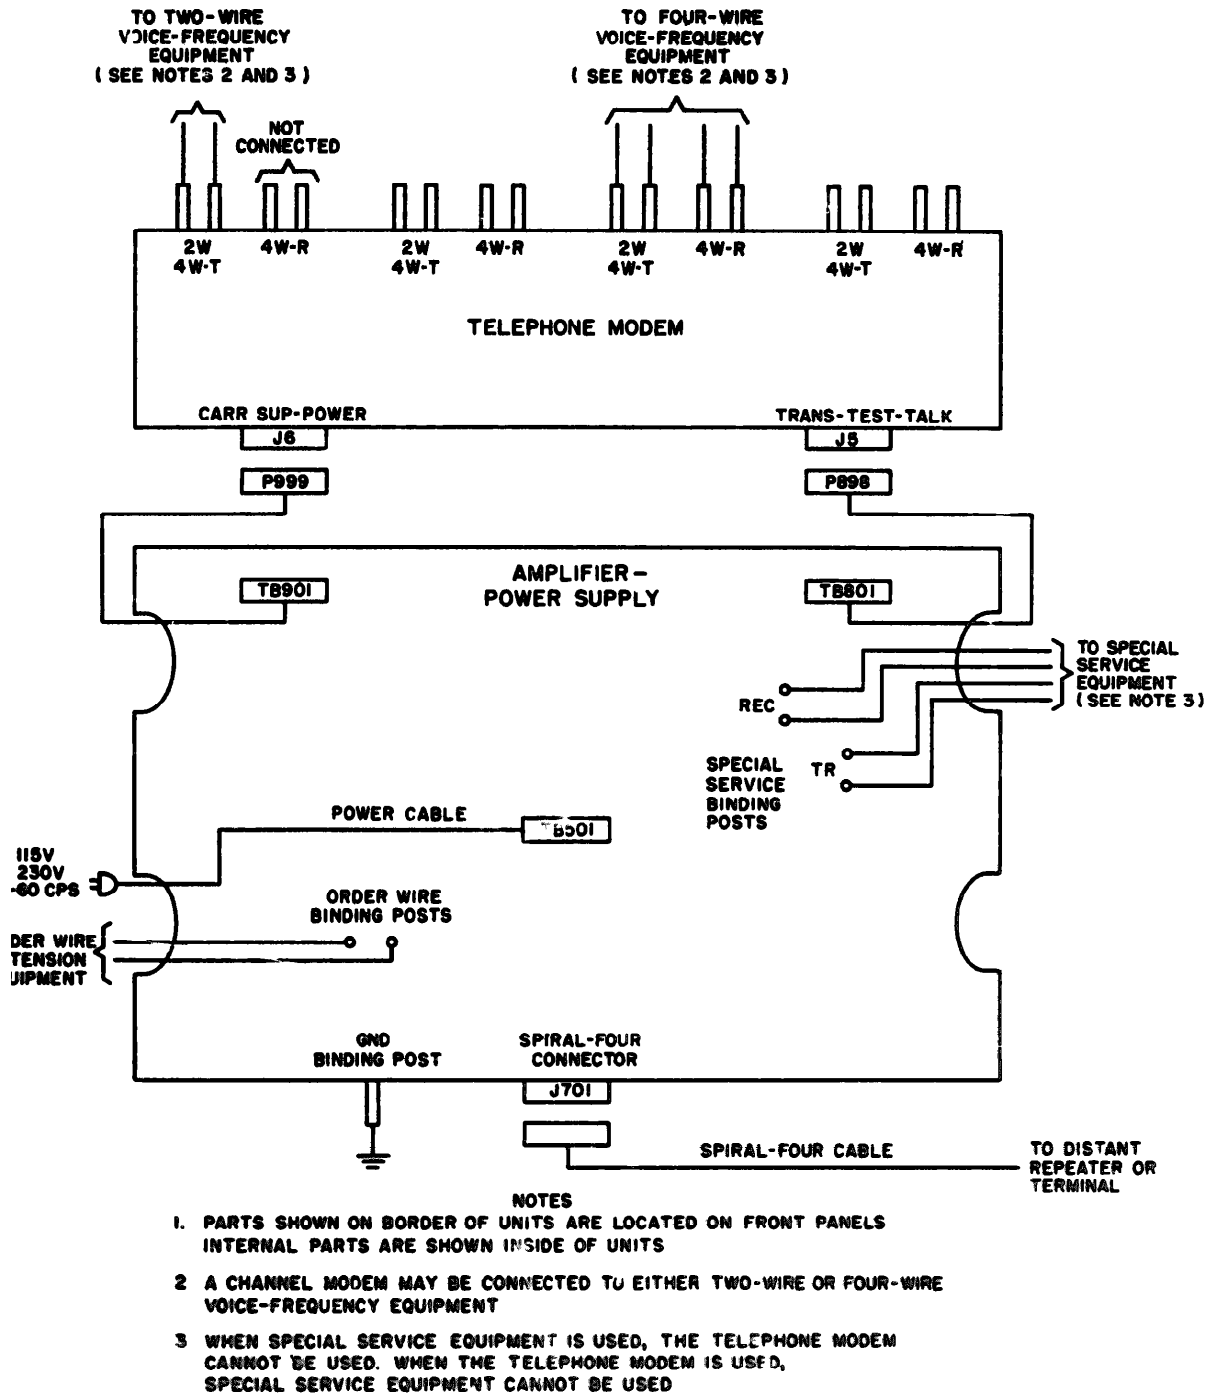 TO TWO-WIRE
VOICE-FREQUENCY
EQUIPMENT
( SEE NOTES 2 AND 3 )
TO FOUR-WIRE
VOICE-FREQUENCY
EQUIPMENT
( SEE NOTES 2 AND 3 )
NOT
CONNECTED
2W
4W-T
4W-R
2W
4W-T
4W-R
2W
4W-T
4W-R
2W
4W-T
4W-R
TELEPHONE MODEM
CARR SUP-POWER
TRANS-TEST-TALK
J6
J5
P999
P898
AMPLIFIER-
POWER SUPPLY
TB901
TB801
TO SPECIAL
SERVICE
EQUIPMENT
( SEE NOTE 3)
REC
TR
SPECIAL
SERVICE
BINDING
POSTS
POWER CABLE
TB501
115V
230V
-60 CPS
ORDER WIRE
BINDING POSTS
DER WIRE
TENSION
UIPMENT
GND
BINDING POST
SPIRAL-FOUR
CONNECTOR
J701
SPIRAL-FOUR CABLE
TO DISTANT
REPEATER OR
TERMINAL
NOTES
1. PARTS SHOWN ON BORDER OF UNITS ARE LOCATED ON FRONT PANELS
INTERNAL PARTS ARE SHOWN INSIDE OF UNITS
2 A CHANNEL MODEM MAY BE CONNECTED TO EITHER TWO-WIRE OR FOUR-WIRE
VOICE-FREQUENCY EQUIPMENT
3 WHEN SPECIAL SERVICE EQUIPMENT IS USED, THE TELEPHONE MODEM
CANNOT BE USED. WHEN THE TELEPHONE MODEM IS USED,
SPECIAL SERVICE EQUIPMENT CANNOT BE USED